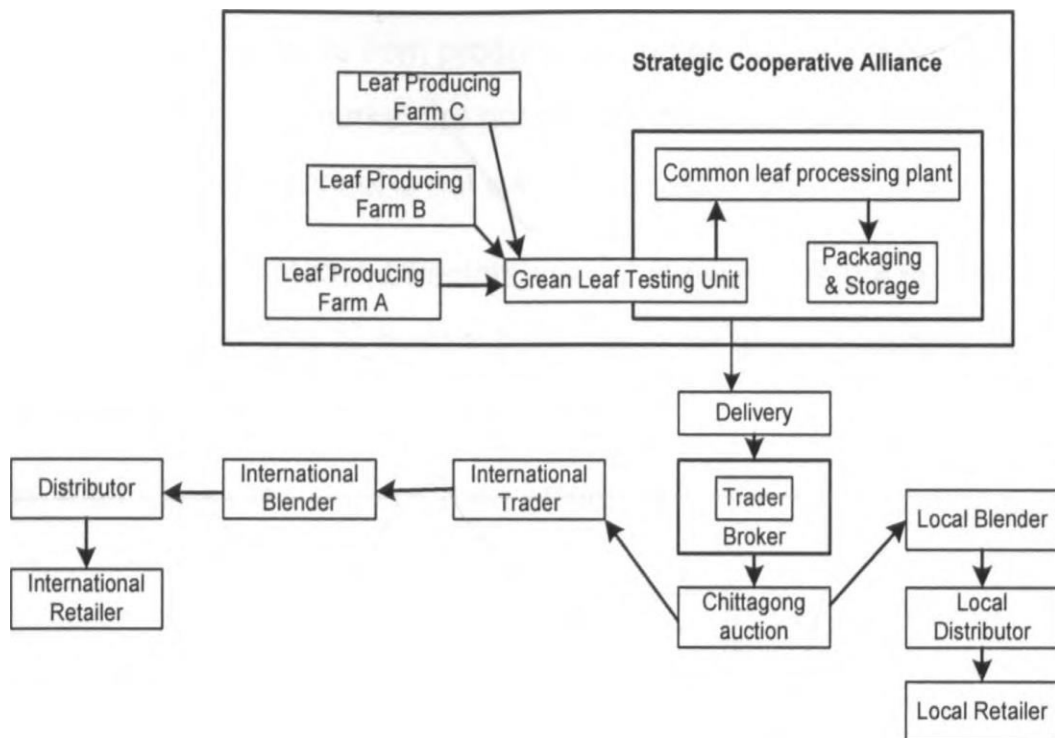 Strategic Cooperative Alliance
Leaf Producing
Farm C
Leaf Producing
Farm B
Leaf Producing
Farm A
Grean Leaf Testing Unit
Common leaf processing plant
Packaging
& Storage
Delivery
Trader
Broker
Chittagong
auction
International
Trader
International
Blender
Distributor
International
Retailer
Local Blender
Local
Distributor
Local Retailer